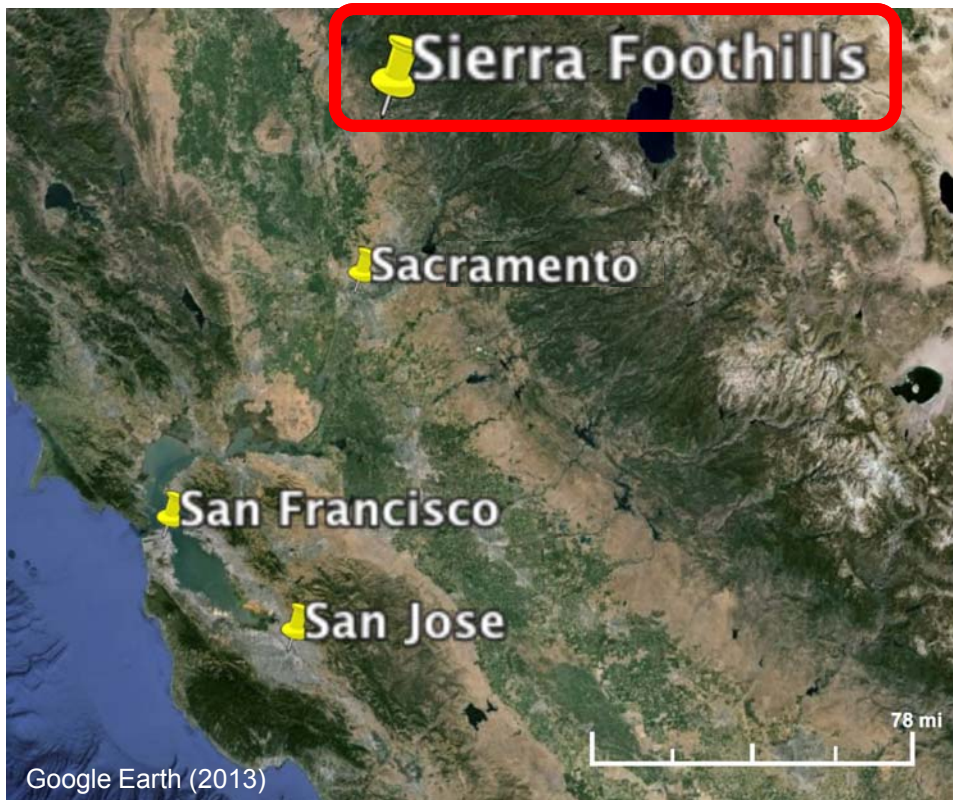 Sierra Foothills
Sacramento
San Francisco
San Jose
78 mi
Google Earth (2013)